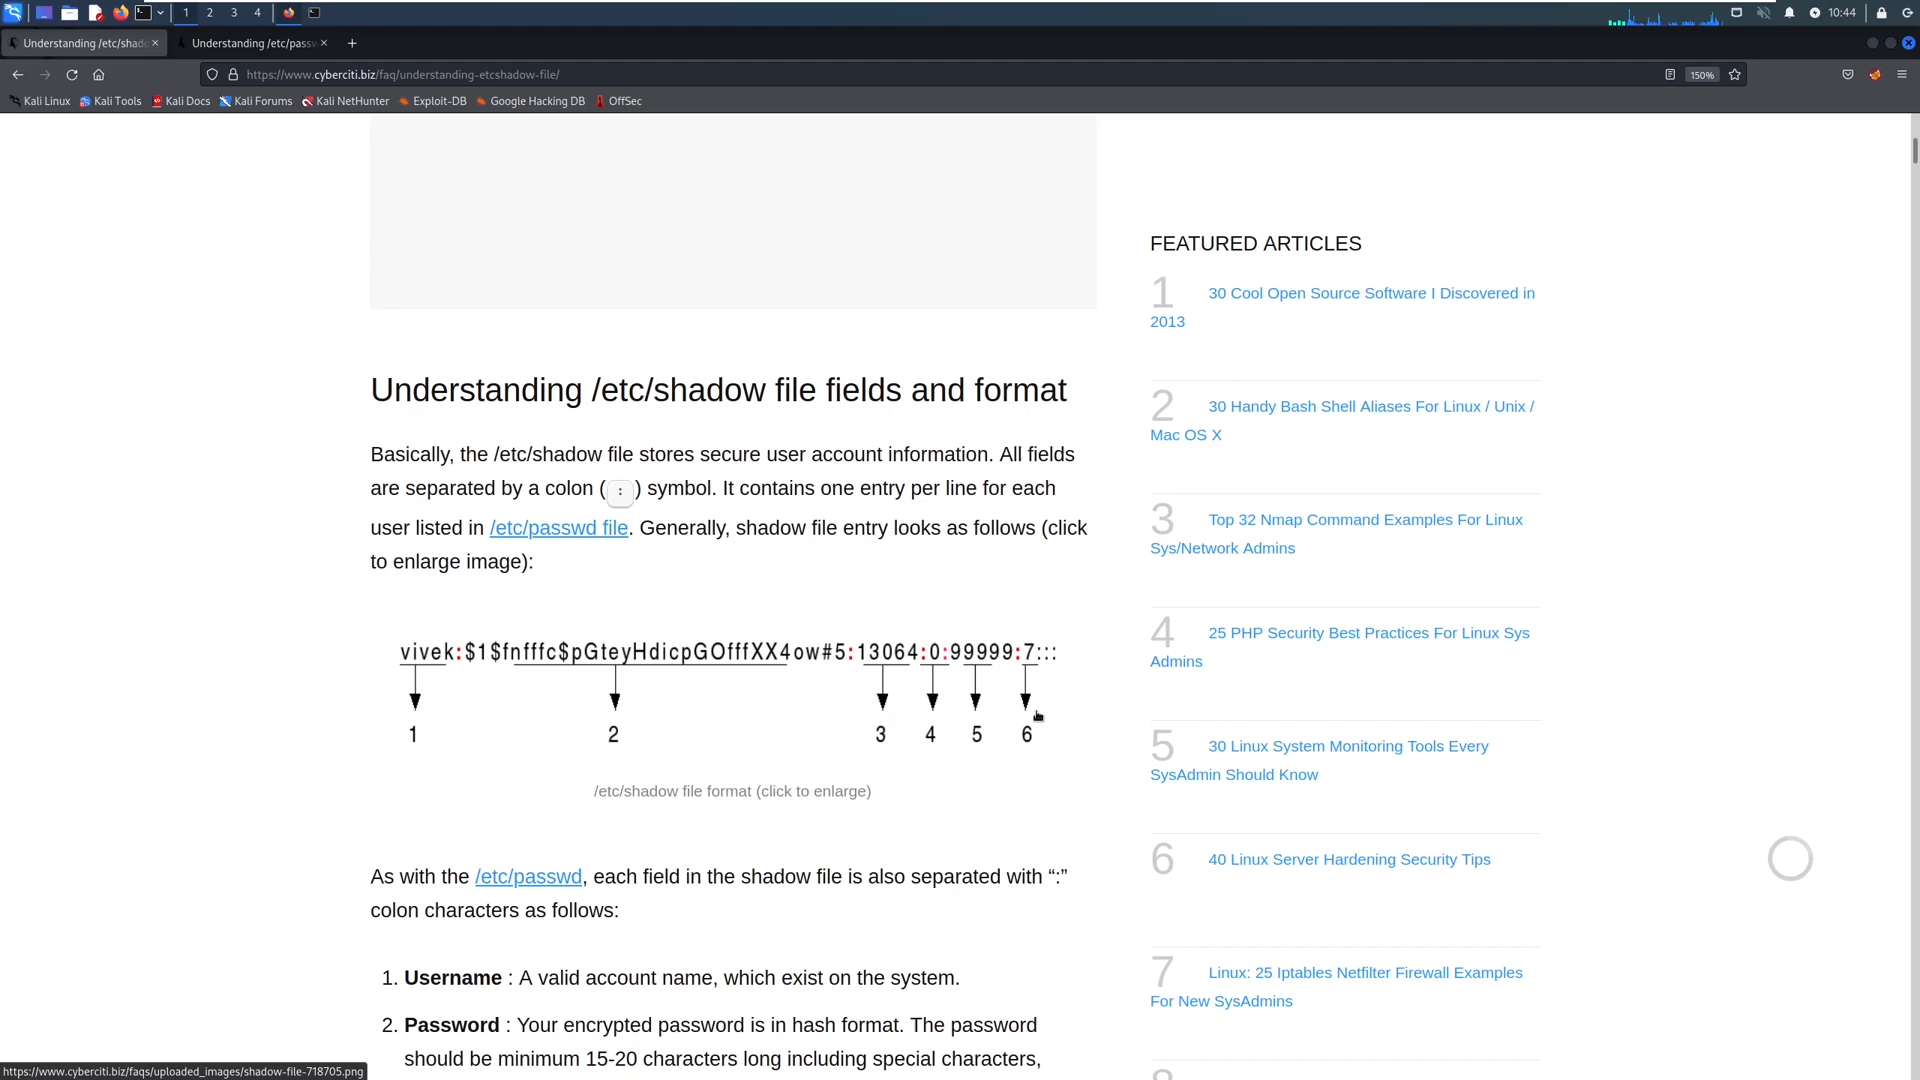 1 2 3 4 10:44
Understanding /etc/shad Understanding /etc/pass
https://www.cyberciti.biz/faq/understanding-etcshadow-file/ 150%
Kali Linux Kali Tools Kali Docs Kali Forums Kali NetHunter Exploit-DB Google Hacking DB OffSec
Understanding /etc/shadow file fields and format
Basically, the /etc/shadow file stores secure user account information. All fields
are separated by a colon ( : ) symbol. It contains one entry per line for each
user listed in /etc/passwd file. Generally, shadow file entry looks as follows (click
to enlarge image):
vivek:$1$fnfffc$pGteyHdicpGOfffXX4ow#5:13064:0:99999:7:::
1 2 3 4 5 6
/etc/shadow file format (click to enlarge)
As with the /etc/passwd, each field in the shadow file is also separated with “:”
colon characters as follows:
1. Username : A valid account name, which exist on the system.
2. Password : Your encrypted password is in hash format. The password
should be minimum 15-20 characters long including special characters,
FEATURED ARTICLES
1 30 Cool Open Source Software I Discovered in
2013
2 30 Handy Bash Shell Aliases For Linux / Unix /
Mac OS X
3 Top 32 Nmap Command Examples For Linux
Sys/Network Admins
4 25 PHP Security Best Practices For Linux Sys
Admins
5 30 Linux System Monitoring Tools Every
SysAdmin Should Know
6 40 Linux Server Hardening Security Tips
7 Linux: 25 Iptables Netfilter Firewall Examples
For New SysAdmins
https://www.cyberciti.biz/faqs/uploaded_images/shadow-file-718705.png